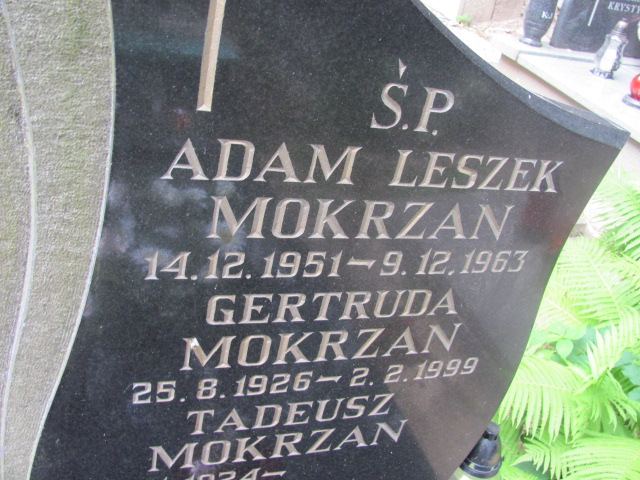 Ś.P.
ADAM LESZEK
MOKRZAN
14.12.1951–9.12.1963
GERTRUDA
MOKRZAN
25.8.1926–2.2.1999
TADEUSZ
MOKRZAN